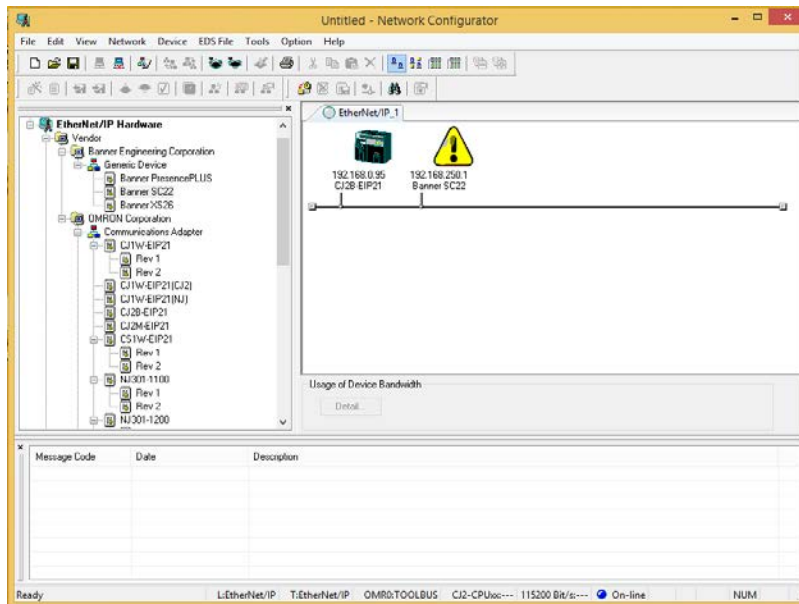 Untitled - Network Configurator
File Edit View Network Device EDS File Tools Option Help
EtherNet/IP Hardware
Vendor
Banner Engineering Corporation
Generic Device
Banner PresencePLUS
Banner SC22
Banner XS26
OMRON Corporation
Communications Adapter
CJ1W-EIP21
Rev 1
Rev 2
CJ1W-EIP21(CJ2)
CJ1W-EIP21(NJ)
CJ2B-EIP21
CJ2M-EIP21
CS1W-EIP21
Rev 1
Rev 2
NJ301-1100
Rev 1
Rev 2
NJ301-1200
EtherNet/IP_1
192.168.0.95 192.168.250.1
CJ2B-EIP21 Banner SC22
Usage of Device Bandwidth
Detail...
Message Code Date Description
Ready L:EtherNet/IP T:EtherNet/IP OMR0:TOOLBUS CJ2-CPUxx:--- 115200 Bit/s:--- On-line NUM